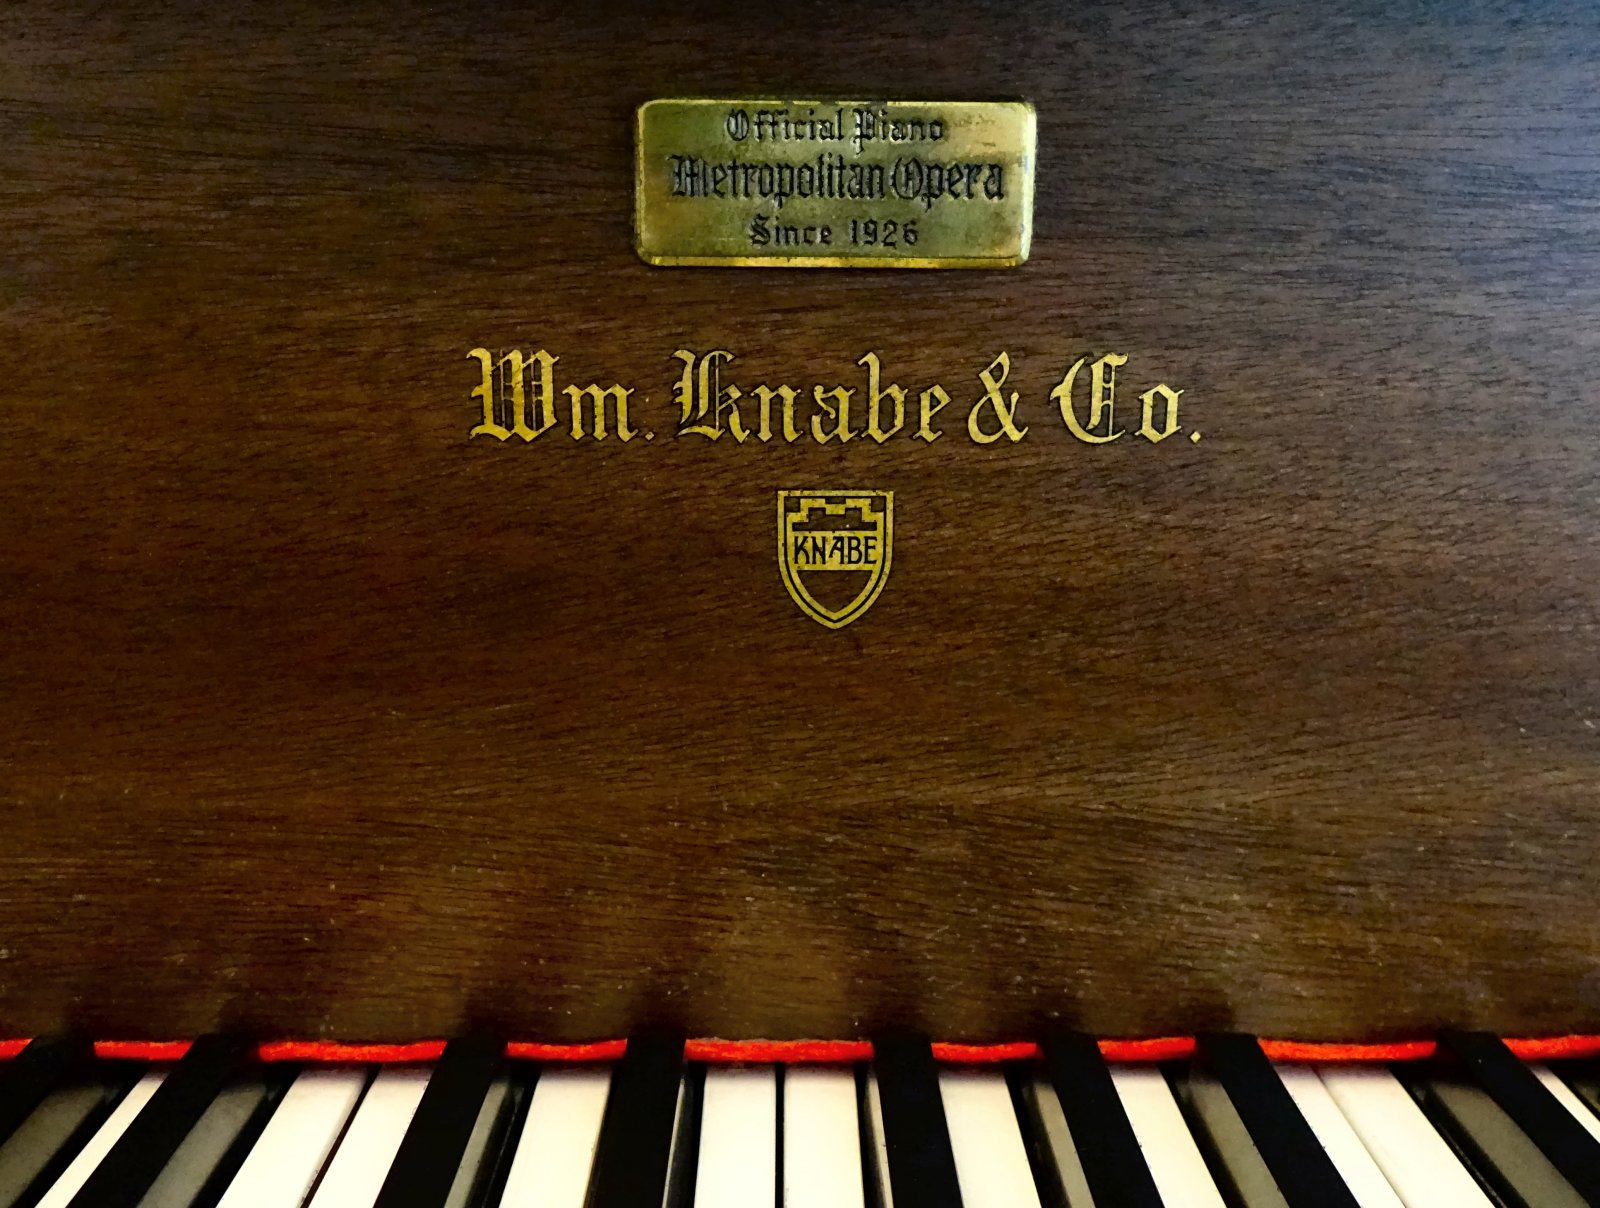 Official Piano
Metropolitan Opera
Since 1926
Wm. Knabe & Co.
KNABE